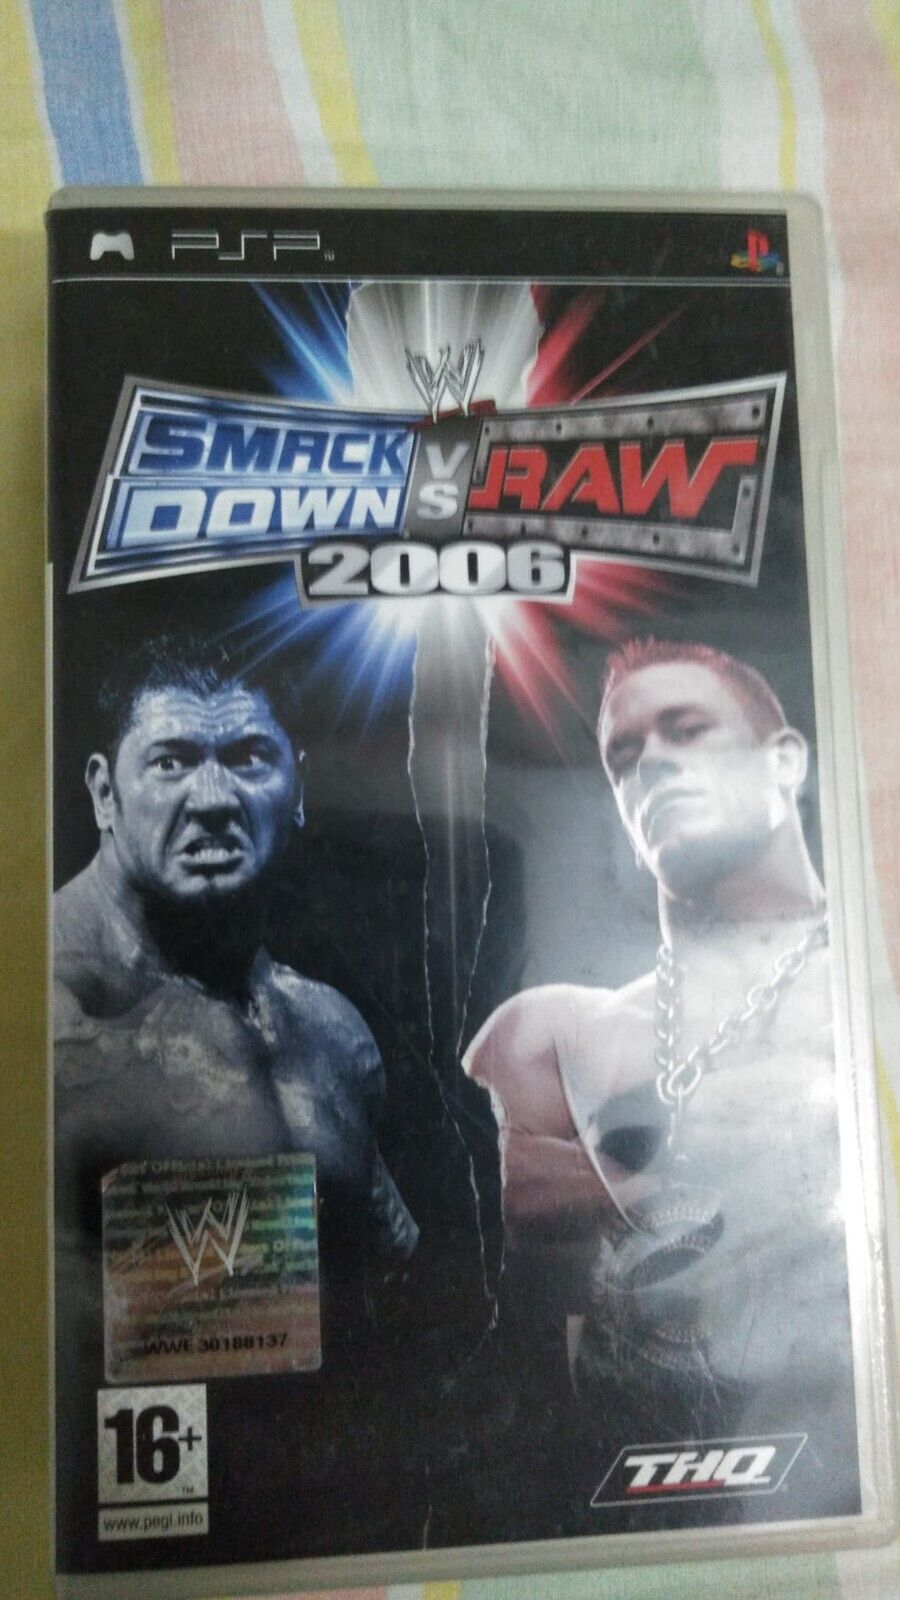 PSP
W
SMACK DOWN VS RAW
2006
W
WWE 30188137
16+
www.pegi.info
THQ